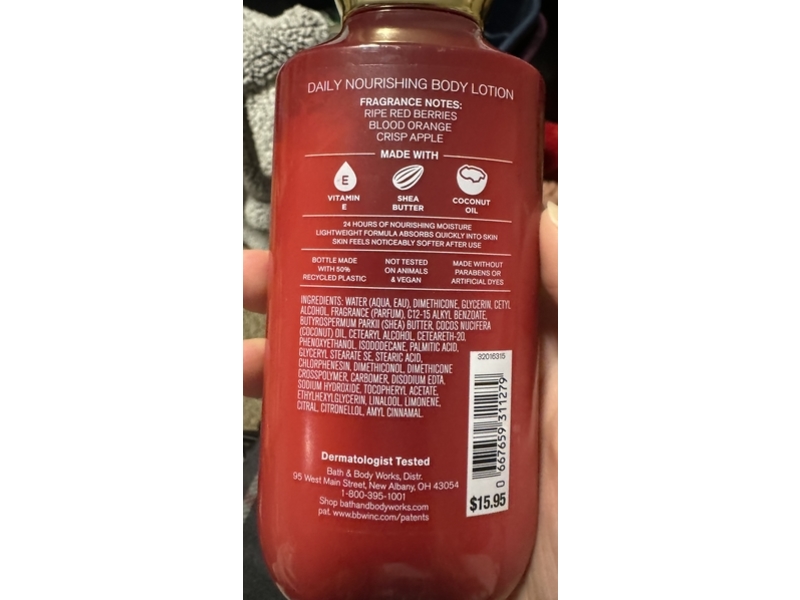 DAILY NOURISHING BODY LOTION
FRAGRANCE NOTES:
RIPE RED BERRIES
BLOOD ORANGE
CRISP APPLE
MADE WITH
E
VITAMIN
E
SHEA
BUTTER
COCONUT
OIL
24 HOURS OF NOURISHING MOISTURE
LIGHTWEIGHT FORMULA ABSORBS QUICKLY INTO SKIN
SKIN FEELS NOTICEABLY SOFTER AFTER USE
BOTTLE MADE
WITH 50%
RECYCLED PLASTIC
NOT TESTED
ON ANIMALS
& VEGAN
MADE WITHOUT
PARABENS OR
ARTIFICIAL DYES
INGREDIENTS: WATER (AQUA, EAU), DIMETHICONE, GLYCERIN, CETYL
ALCOHOL, FRAGRANCE (PARFUM), C12-15 ALKYL BENZOATE,
BUTYROSPERMUM PARKII (SHEA) BUTTER, COCOS NUCIFERA
(COCONUT) OIL, CETEARYL ALCOHOL, CETEARETH-20,
PHENOXYETHANOL, ISODODECANE, PALMITIC ACID,
GLYCERYL STEARATE SE, STEARIC ACID,
CHLORPHENESIN, DIMETHICONOL, DIMETHICONE
CROSSPOLYMER, CARBOMER, DISODIUM EDTA,
SODIUM HYDROXIDE, TOCOPHERYL ACETATE,
ETHYLHEXYLGLYCERIN, LINALOOL, LIMONENE,
CITRAL, CITRONELLOL, AMYL CINNAMAL.
32016315
0 667659 311279
$15.95
Dermatologist Tested
Bath & Body Works, Distr.
95 West Main Street, New Albany, OH 43054
1-800-395-1001
Shop bathandbodyworks.com
pat. www.bbwinc.com/patents